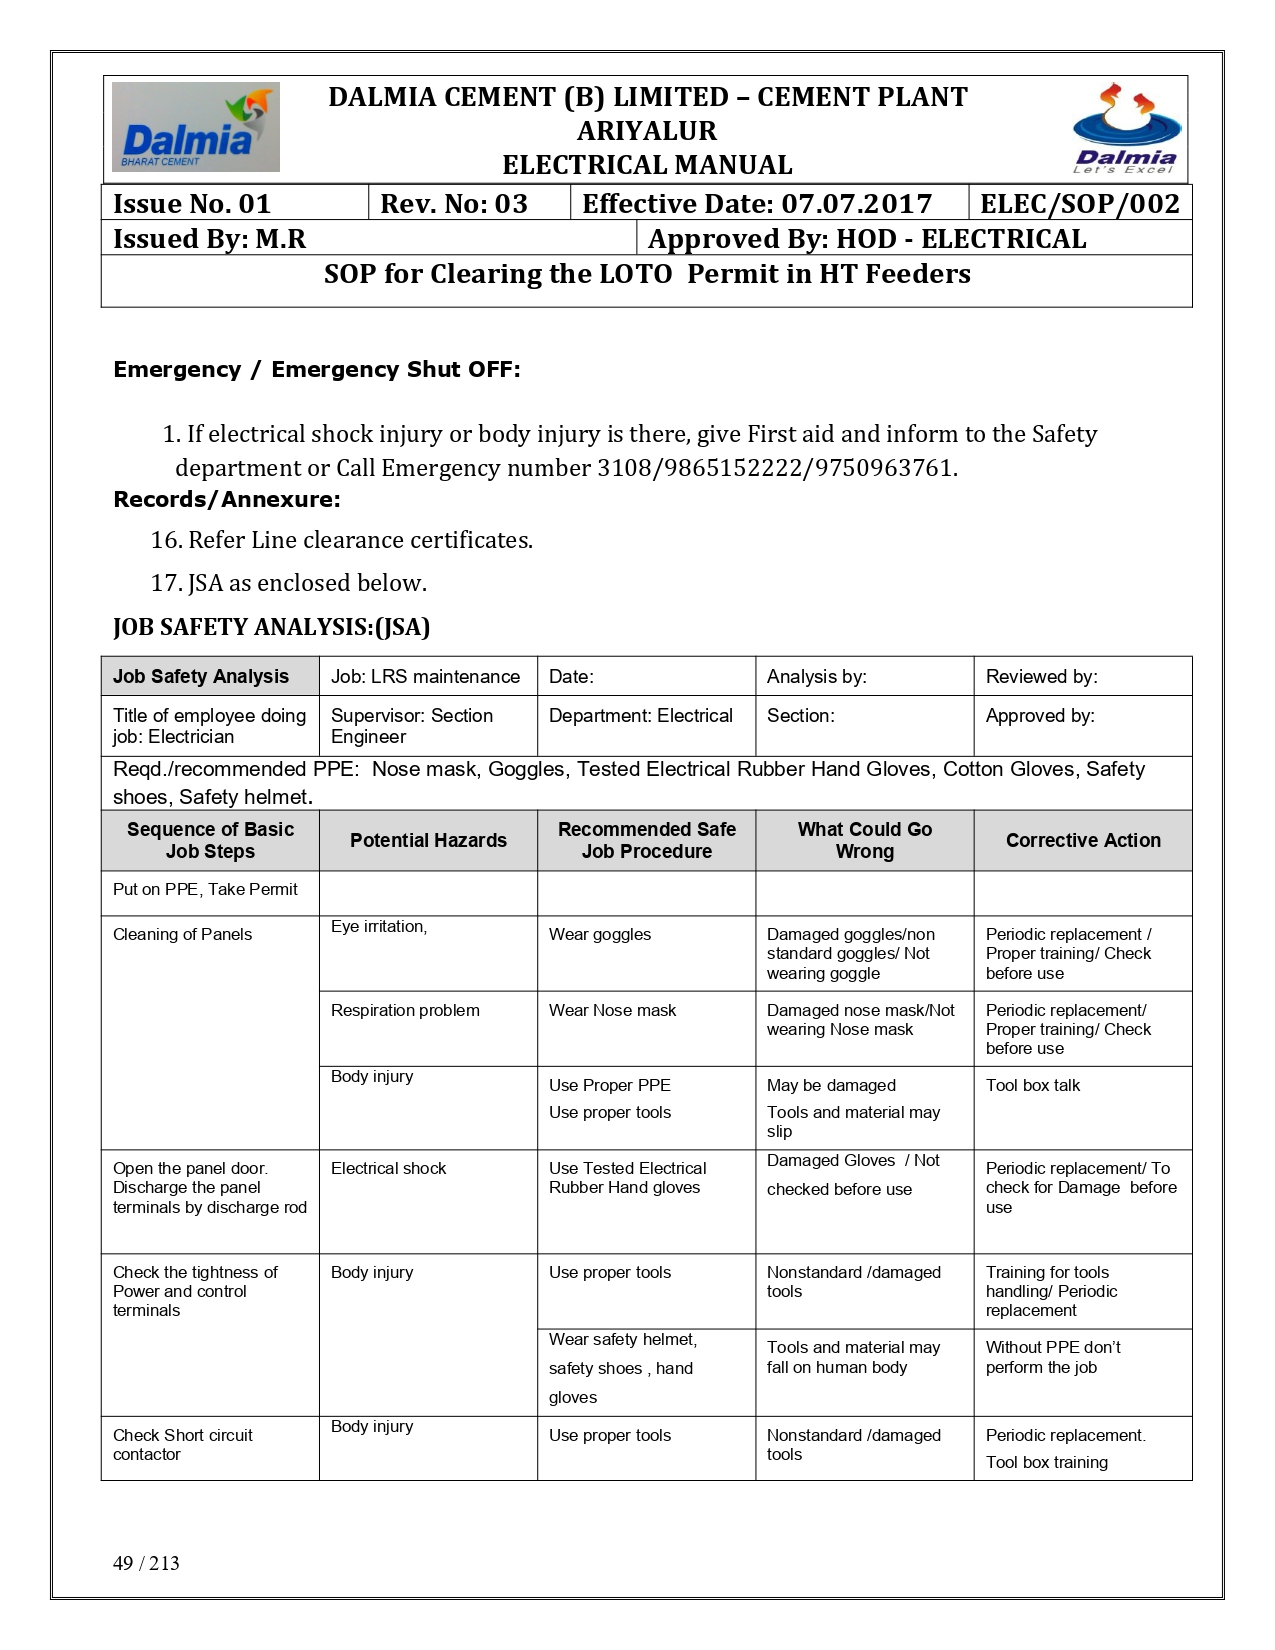 Dalmia
BHARAT CEMENT
DALMIA CEMENT (B) LIMITED – CEMENT PLANT
ARIYALUR
ELECTRICAL MANUAL
Dalmia
Let's Excel
Issue No. 01
Rev. No: 03
Effective Date: 07.07.2017
ELEC/SOP/002
Issued By: M.R
Approved By: HOD - ELECTRICAL
SOP for Clearing the LOTO  Permit in HT Feeders
Emergency / Emergency Shut OFF:
1. If electrical shock injury or body injury is there, give First aid and inform to the Safety
department or Call Emergency number 3108/9865152222/9750963761.
Records/Annexure:
16. Refer Line clearance certificates.
17. JSA as enclosed below.
JOB SAFETY ANALYSIS:(JSA)
Job Safety Analysis
Job: LRS maintenance
Date:
Analysis by:
Reviewed by:
Title of employee doing
job: Electrician
Supervisor: Section
Engineer
Department: Electrical
Section:
Approved by:
Reqd./recommended PPE:  Nose mask, Goggles, Tested Electrical Rubber Hand Gloves, Cotton Gloves, Safety
shoes, Safety helmet.
Sequence of Basic
Job Steps
Potential Hazards
Recommended Safe
Job Procedure
What Could Go
Wrong
Corrective Action
Put on PPE, Take Permit
Cleaning of Panels
Eye irritation,
Wear goggles
Damaged goggles/non
standard goggles/ Not
wearing goggle
Periodic replacement /
Proper training/ Check
before use
Respiration problem
Wear Nose mask
Damaged nose mask/Not
wearing Nose mask
Periodic replacement/
Proper training/ Check
before use
Body injury
Use Proper PPE
Use proper tools
May be damaged
Tools and material may
slip
Tool box talk
Open the panel door.
Discharge the panel
terminals by discharge rod
Electrical shock
Use Tested Electrical
Rubber Hand gloves
Damaged Gloves  / Not
checked before use
Periodic replacement/ To
check for Damage  before
use
Check the tightness of
Power and control
terminals
Body injury
Use proper tools
Nonstandard /damaged
tools
Training for tools
handling/ Periodic
replacement
Wear safety helmet,
safety shoes , hand
gloves
Tools and material may
fall on human body
Without PPE don’t
perform the job
Check Short circuit
contactor
Body injury
Use proper tools
Nonstandard /damaged
tools
Periodic replacement.
Tool box training
49 / 213